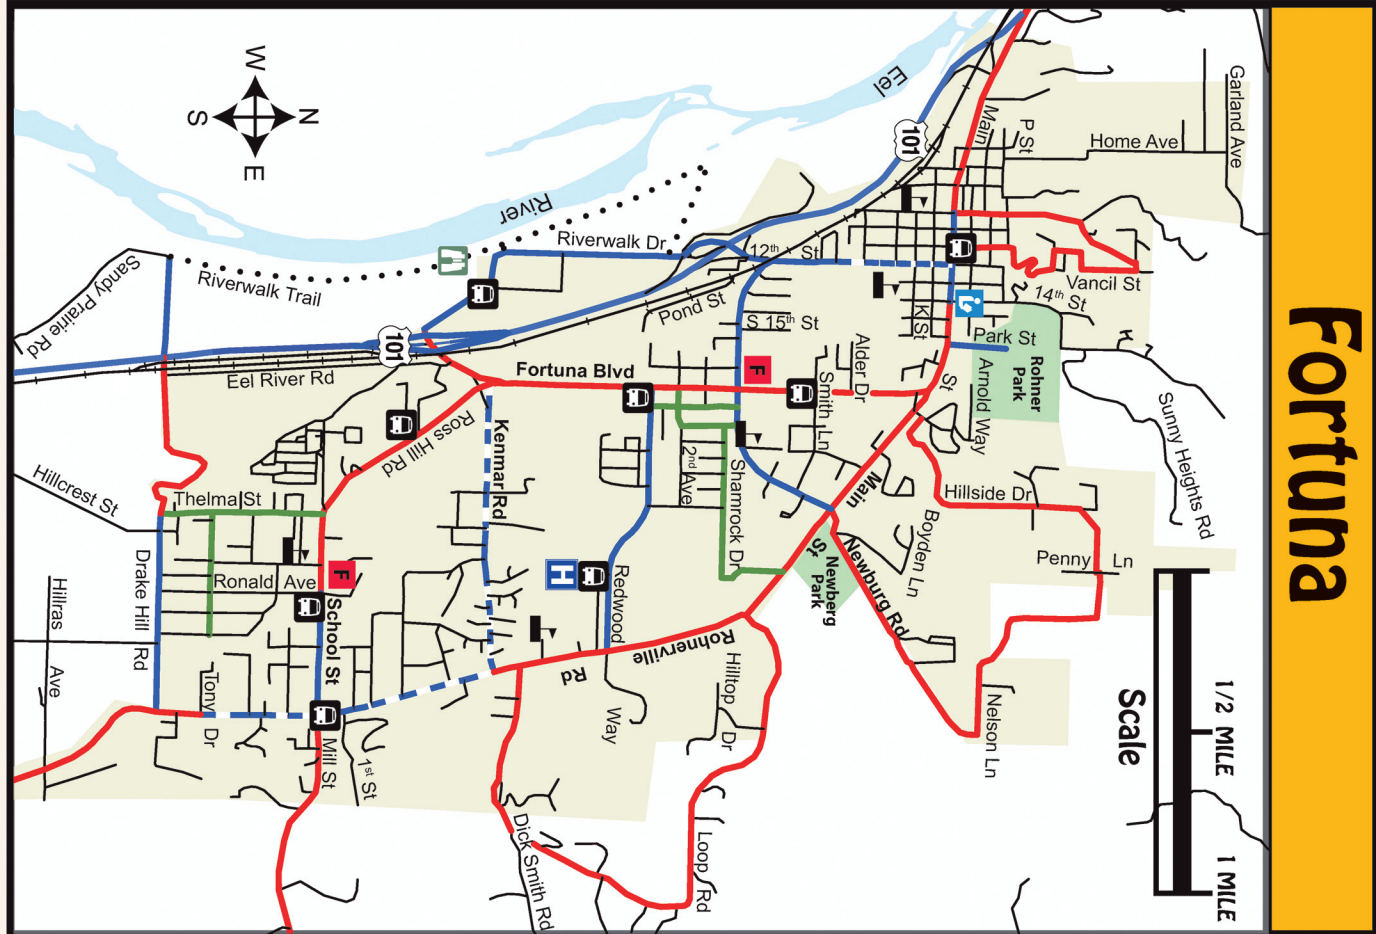 Fortuna
W
N
S
E
Eel
River
101
101
Garland Ave
Home Ave
P St
Main
St
Vancil St
14th St
Park St
Rohner
Park
Arnold Way
Sunny Heights Rd
Riverwalk Dr
12th St
K St
Riverwalk Trail
Sandy Prairie Rd
Pond St
S 15th St
Alder Dr
Smith Ln
F
Fortuna Blvd
Eel River Rd
Ross Hill Rd
Kenmar Rd
2nd Ave
Shamrock Dr
Main
St
Hillside Dr
Boyden Ln
Penny Ln
Newburg Rd
Newberg
Park
Hillcrest St
Thelma St
Ronald Ave
F
School St
H
Redwood
Way
Rohnerville
Rd
Hillras
Ave
Drake Hill
Rd
Tony
Dr
Mill St
1st St
Hilltop
Dr
Nelson Ln
Dick Smith Rd
Loop Rd
Scale
1/2 MILE
1 MILE
i